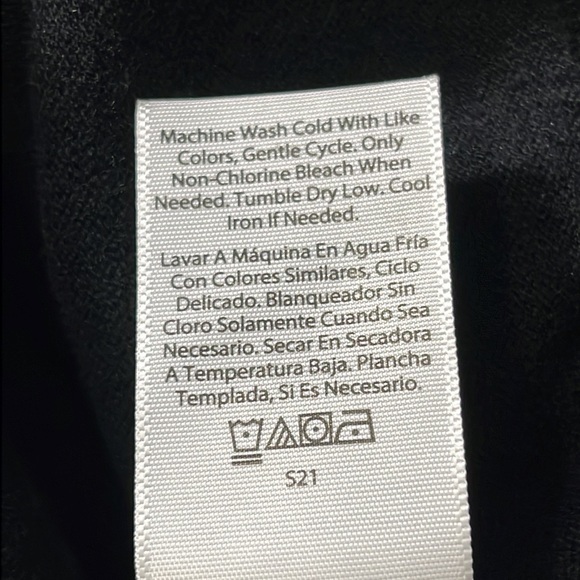 Machine Wash Cold With Like
Colors, Gentle Cycle. Only
Non-Chlorine Bleach When
Needed. Tumble Dry Low. Cool
Iron If Needed.
Lavar A Máquina En Agua Fría
Con Colores Similares, Ciclo
Delicado. Blanqueador Sin
Cloro Solamente Cuando Sea
Necesario. Secar En Secadora
A Temperatura Baja. Plancha
Templada, Si Es Necesario.
S21